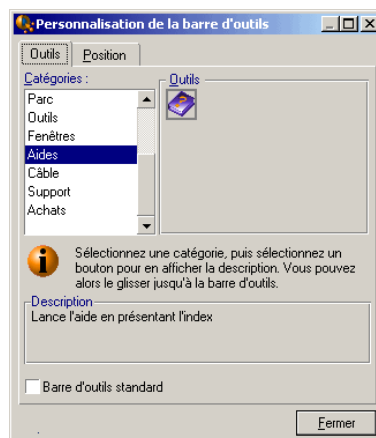 Personnalisation de la barre d'outils
Outils Position
Catégories :
Outils
Parc
Outils
Fenêtres
Aides
Câble
Support
Achats
Sélectionnez une catégorie, puis sélectionnez un
bouton pour en afficher la description. Vous pouvez
alors le glisser jusqu'à la barre d'outils.
Description
Lance l'aide en présentant l'index
Barre d'outils standard
Fermer